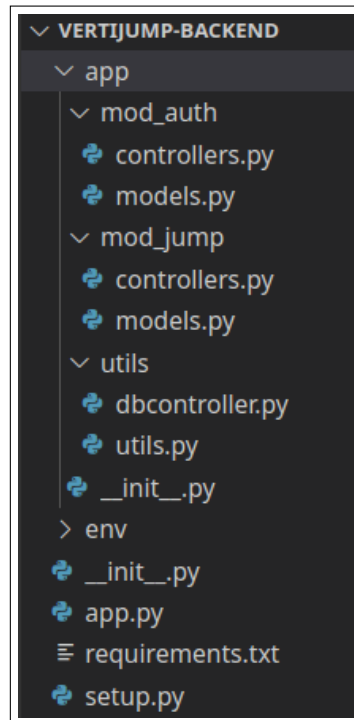 VERTIJUMP-BACKEND
app
mod_auth
controllers.py
models.py
mod_jump
controllers.py
models.py
utils
dbcontroller.py
utils.py
__init__.py
env
__init__.py
app.py
requirements.txt
setup.py